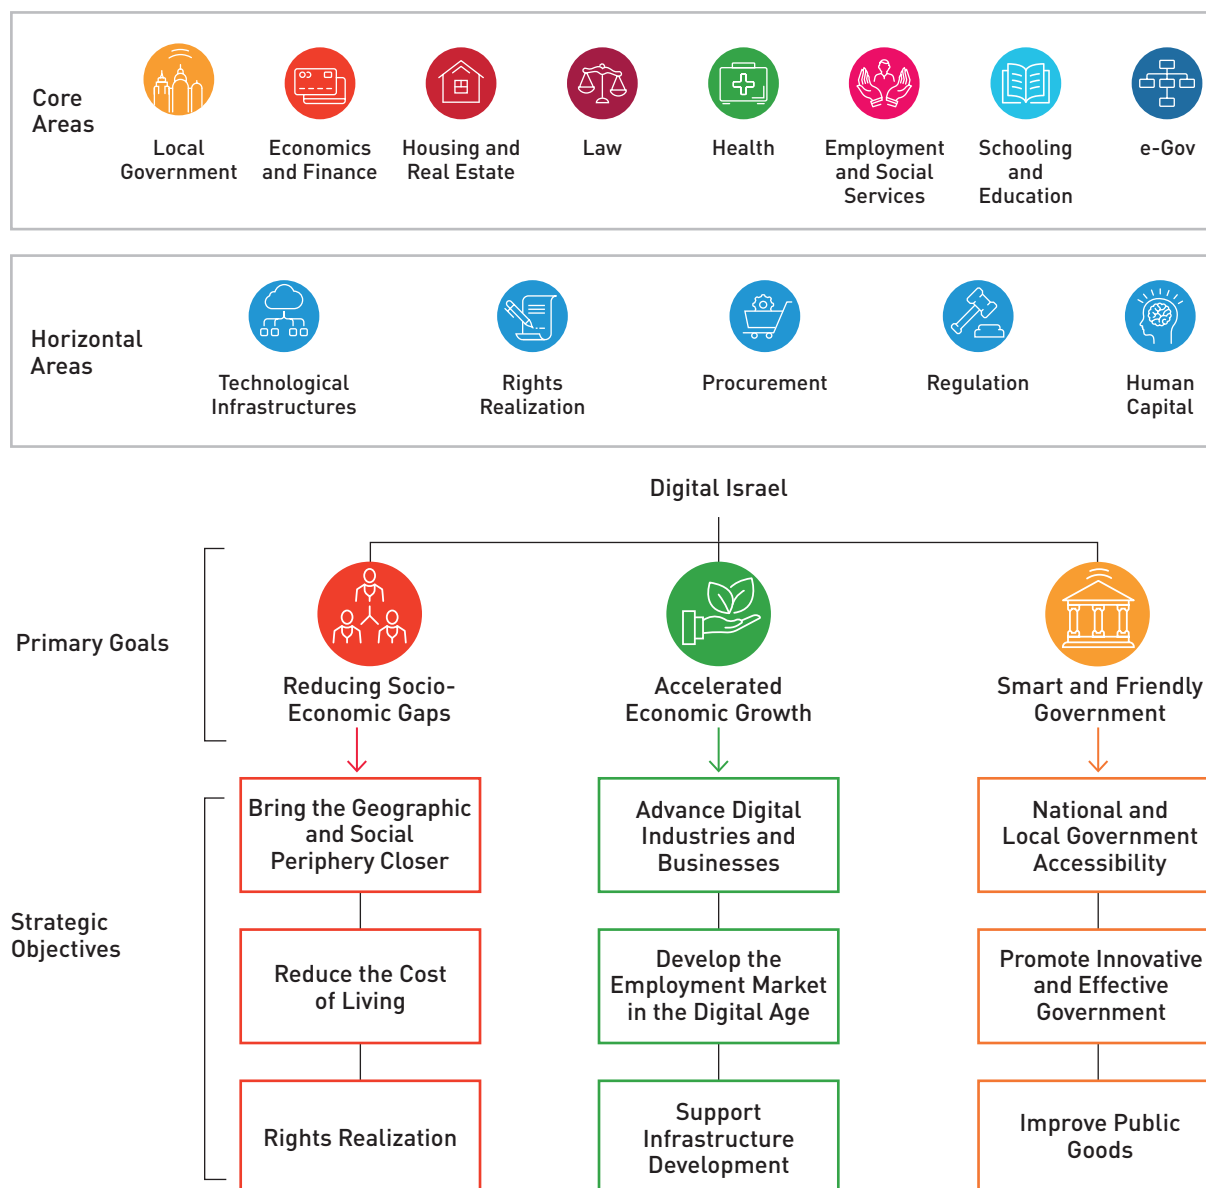 Core
Areas
Local
Government
Economics
and Finance
Housing and
Real Estate
Law
Health
Employment
and Social
Services
Schooling
and
Education
e-Gov
Horizontal
Areas
Technological
Infrastructures
Rights
Realization
Procurement
Regulation
Human
Capital
Digital Israel
Primary Goals
Reducing Socio-
Economic Gaps
Accelerated
Economic Growth
Smart and Friendly
Government
Strategic
Objectives
Bring the Geographic
and Social
Periphery Closer
Advance Digital
Industries and
Businesses
National and
Local Government
Accessibility
Reduce the Cost
of Living
Develop the
Employment Market
in the Digital Age
Promote Innovative
and Effective
Government
Rights Realization
Support
Infrastructure
Development
Improve Public
Goods